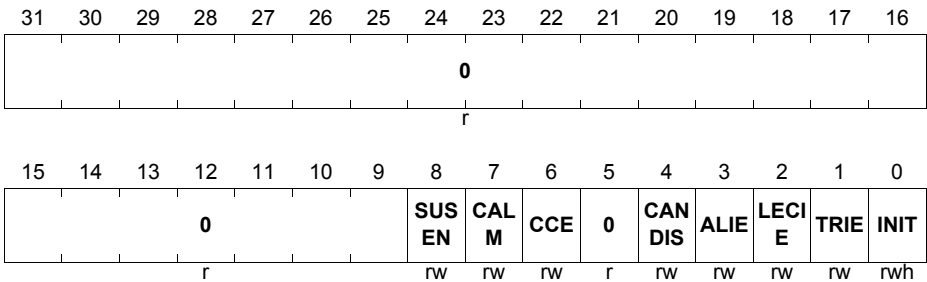 31 30 29 28 27 26 25 24 23 22 21 20 19 18 17 16
0
r
15 14 13 12 11 10 9 8 7 6 5 4 3 2 1 0
0 SUS EN CAL M CCE 0 CAN DIS ALIE LECI E TRIE INIT
r rw rw rw r rw rw rw rw rwh